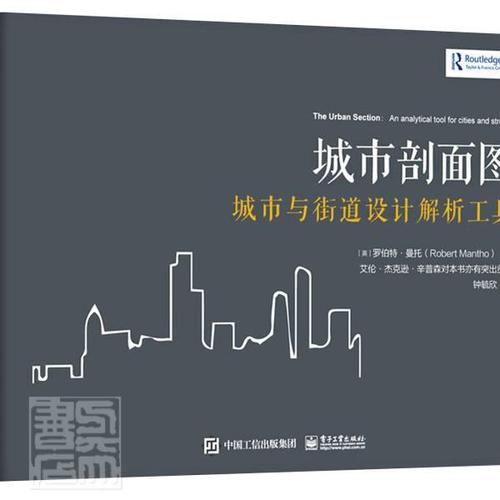 Routledge
Taylor & Francis Gr
The Urban Section: An analytical tool for cities and str
城市剖面图
城市与街道设计解析工具
[英] 罗伯特·曼托（Robert Mantho）
艾伦·杰克逊·辛普森对本书亦有突出贡
钟毓欣
中国工信出版集团
电子工业出版社